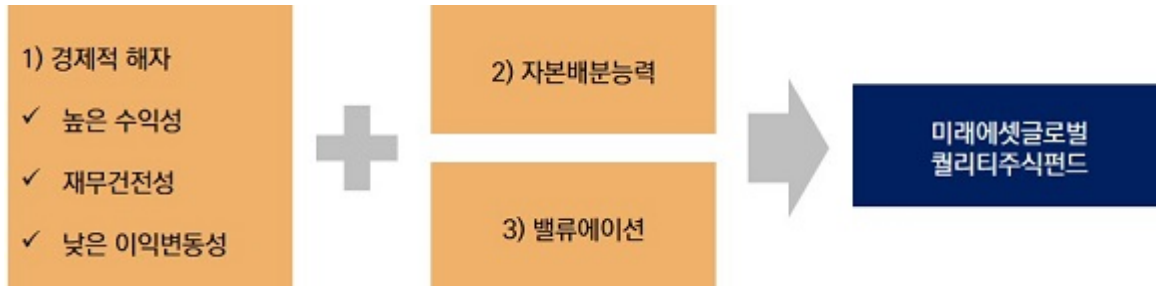 1) 경제적 해자
✓ 높은 수익성
✓ 재무건전성
✓ 낮은 이익변동성
2) 자본배분능력
3) 밸류에이션
미래에셋글로벌
퀄리티주식펀드